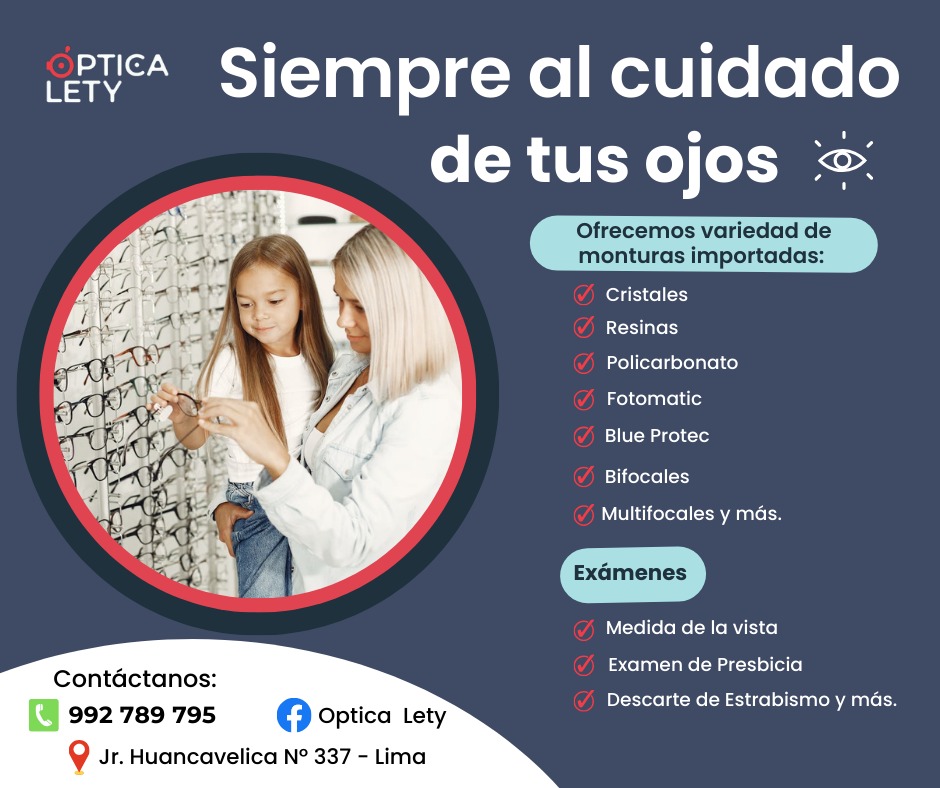 ÓPTICA
LETY
Siempre al cuidado
de tus ojos
Ofrecemos variedad de
monturas importadas:
Cristales
Resinas
Policarbonato
Fotomatic
Blue Protec
Bifocales
Multifocales y más.
Exámenes
Medida de la vista
Examen de Presbicia
Descarte de Estrabismo y más.
Contáctanos:
992 789 795
Optica Lety
Jr. Huancavelica Nº 337 - Lima